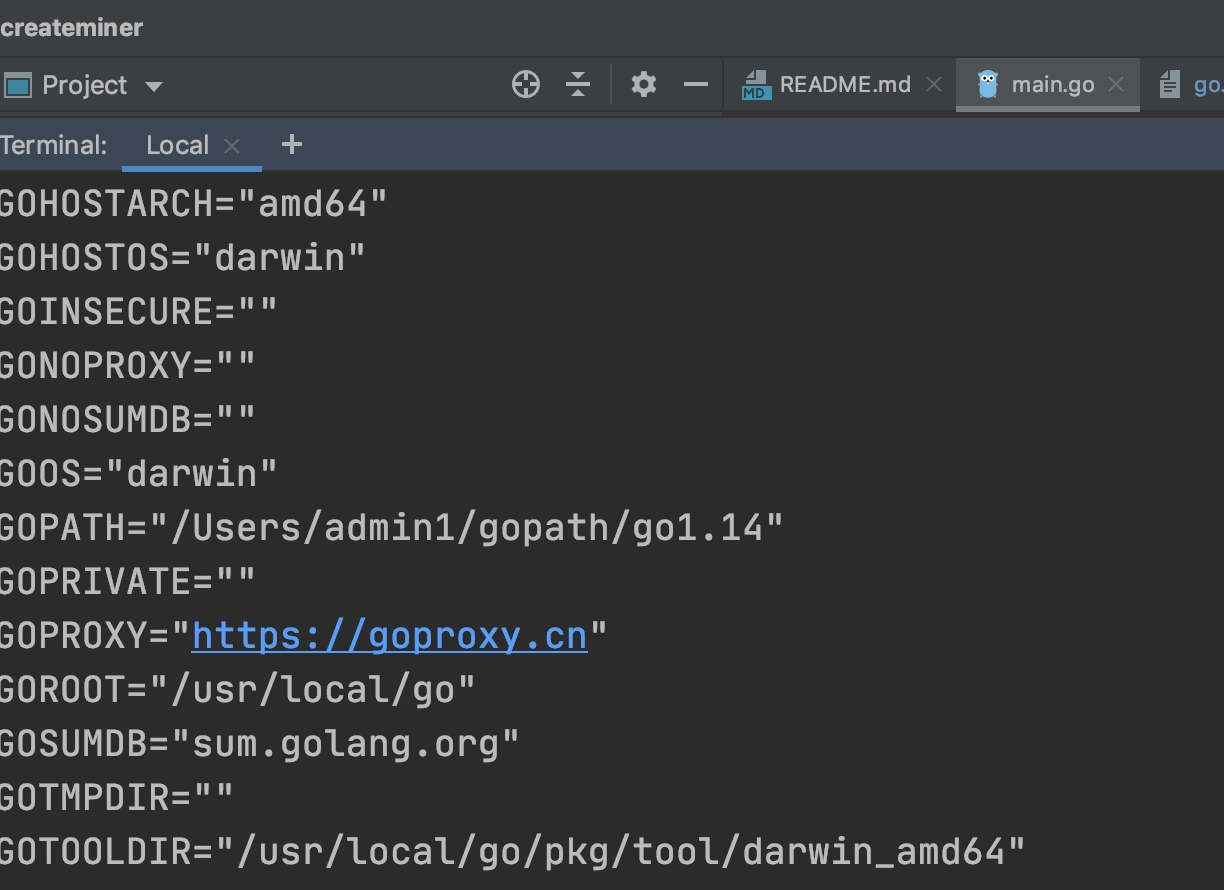 createminer
Project
README.md
main.go
go.
MD
Terminal:
Local
+
GOHOSTARCH="amd64"
GOHOSTOS="darwin"
GOINSECURE=""
GONOPROXY=""
GONOSUMDB=""
GOOS="darwin"
GOPATH="/Users/admin1/gopath/go1.14"
GOPRIVATE=""
GOPROXY="https://goproxy.cn"
GOROOT="/usr/local/go"
GOSUMDB="sum.golang.org"
GOTMPDIR=""
GOTOOLDIR="/usr/local/go/pkg/tool/darwin_amd64"